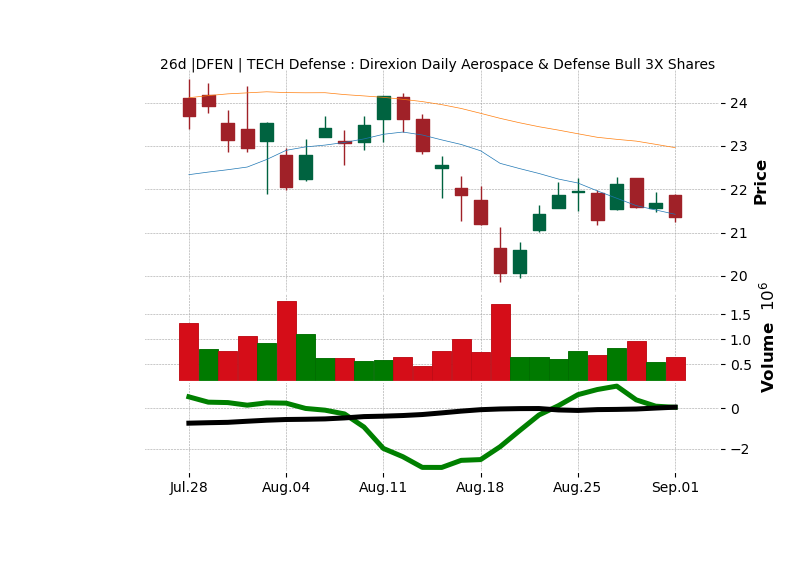 26d |DFEN | TECH Defense : Direxion Daily Aerospace & Defense Bull 3X Shares
24
23
22
21
20
Price
1.5
1.0
0.5
Volume 10^6
0
−2
Jul.28 Aug.04 Aug.11 Aug.18 Aug.25 Sep.01